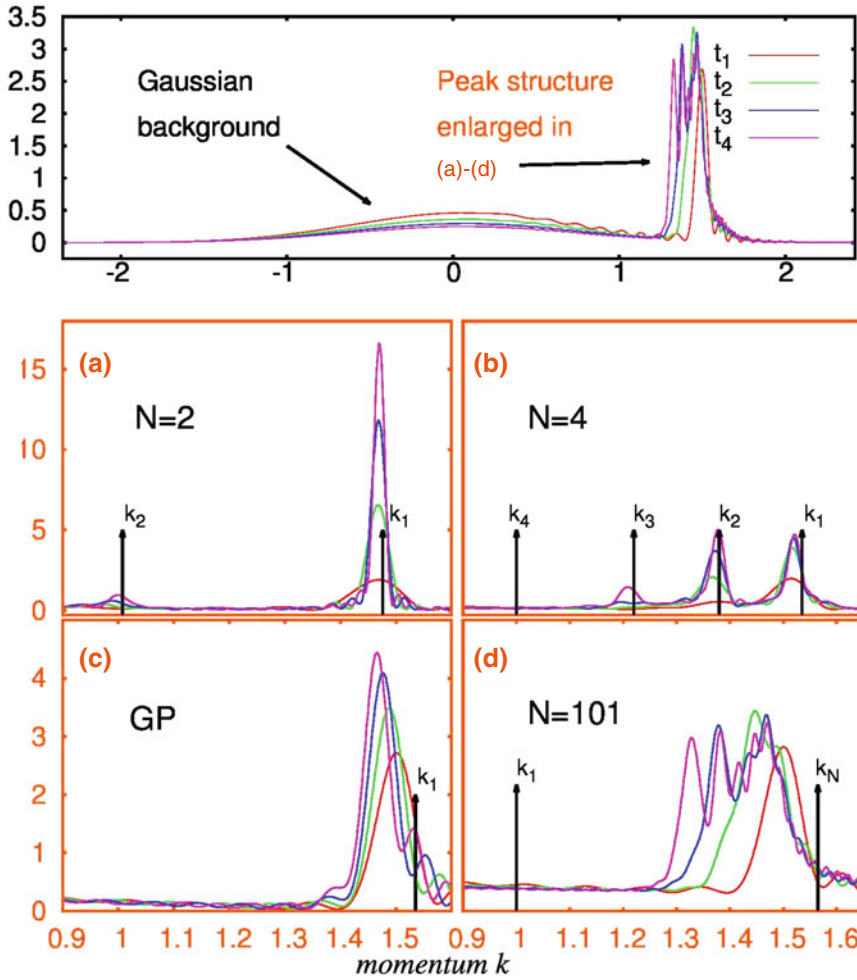 3.5
3
2.5
2
1.5
1
0.5
0
Gaussian
background
Peak structure
enlarged in
(a)-(d)
t₁
t₂
t₃
t₄
-2 -1 0 1 2
(a)
N=2
k₂
k₁
15
10
5
0
(b)
N=4
k₄
k₃
k₂
k₁
(c)
GP
k₁
4
3
2
1
0
(d)
N=101
k₁
k_N
0.9 1 1.1 1.2 1.3 1.4 1.5
0.9 1 1.1 1.2 1.3 1.4 1.5 1.6
momentum k